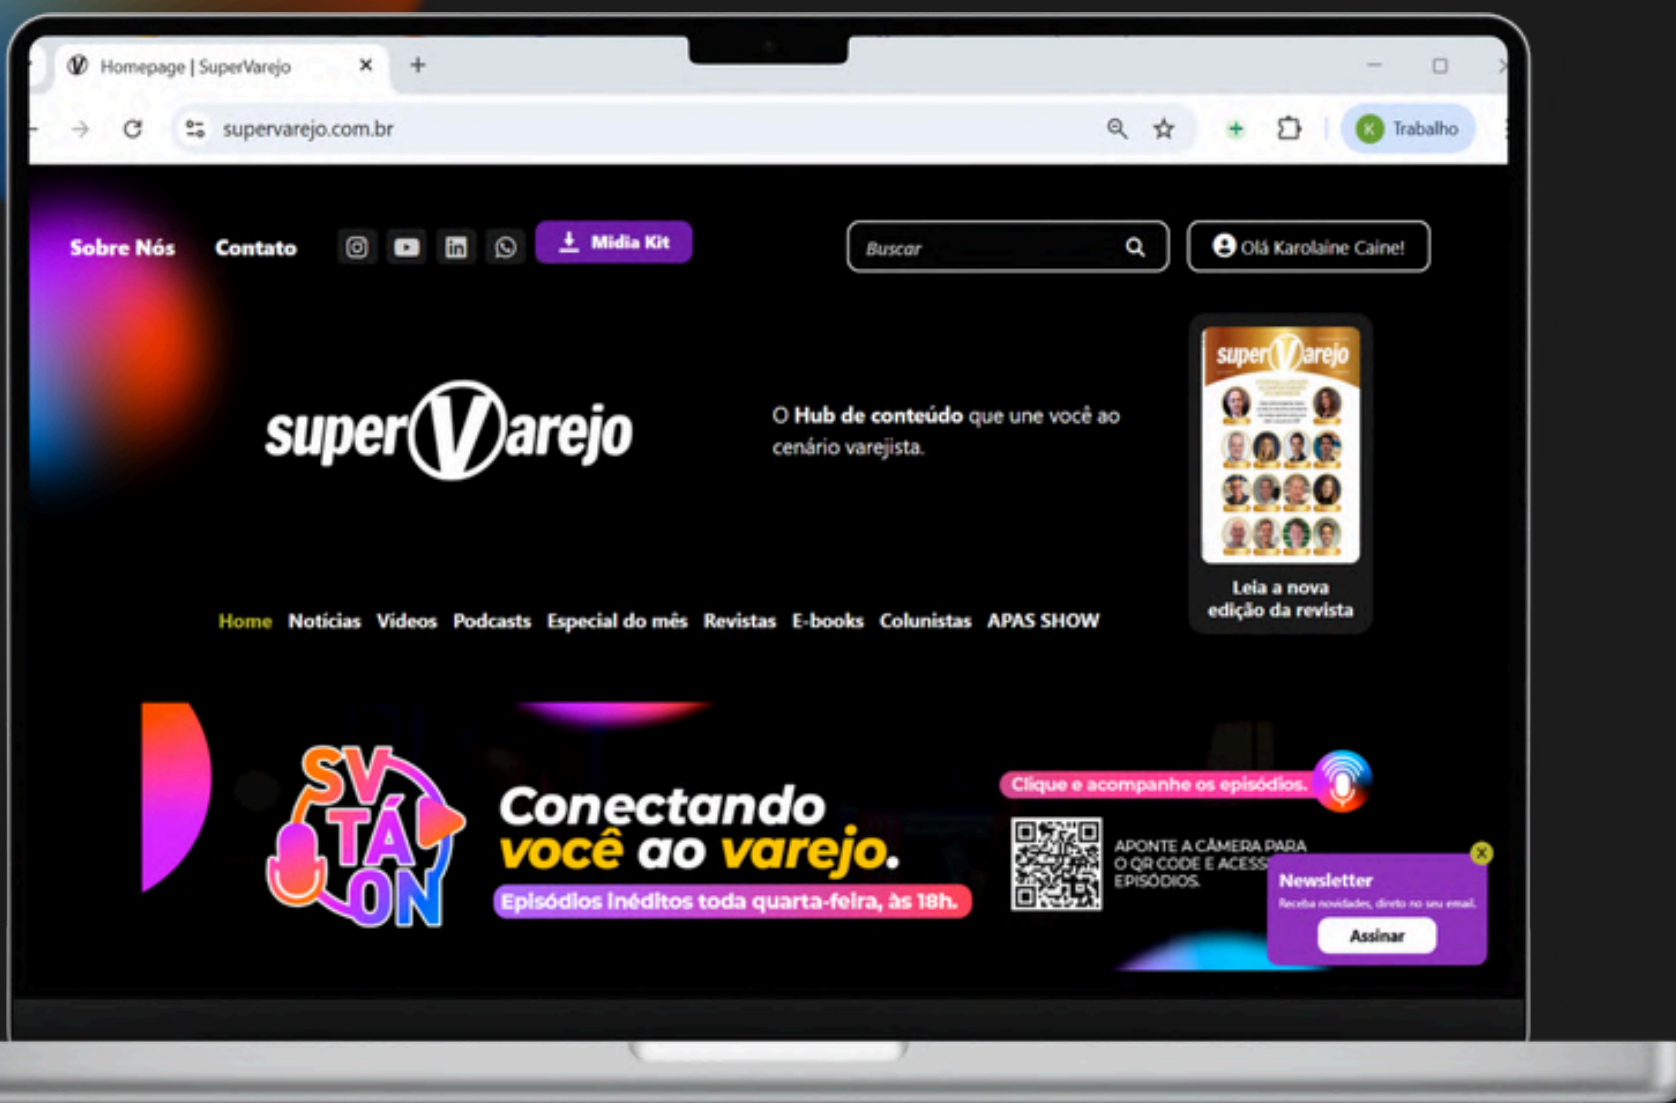 Homepage | SuperVarejo
supervarejo.com.br
K Trabalho
Sobre Nós Contato Midia Kit Buscar Olá Karolaine Caine!
superVarejo
O Hub de conteúdo que une você ao
cenário varejista.
superVarejo
Leia a nova
edição da revista
Home Notícias Vídeos Podcasts Especial do mês Revistas E-books Colunistas APAS SHOW
SV
TÁ
ON
Conectando
você ao varejo.
Episódios inéditos toda quarta-feira, às 18h.
Clique e acompanhe os episódios.
APONTE A CÂMERA PARA
O QR CODE E ACESS
EPISÓDIOS.
Newsletter
Receba novidades, direto no seu email.
Assinar